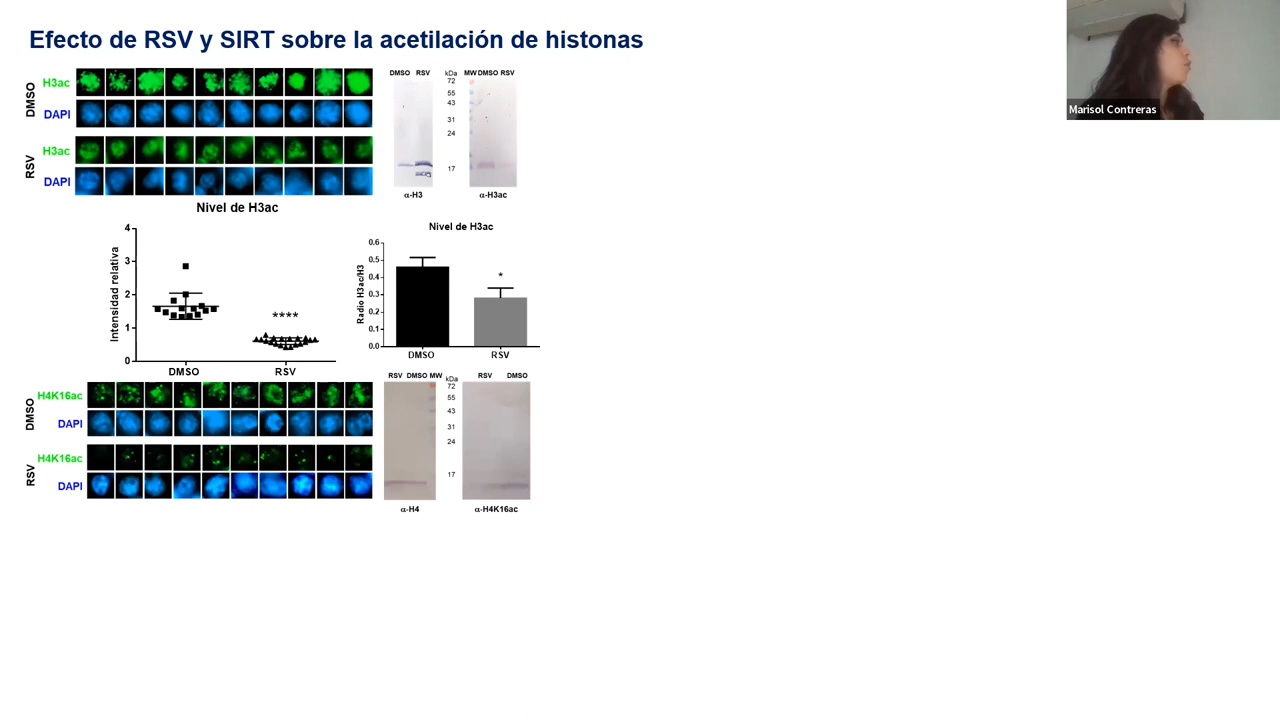 Efecto de RSV y SIRT sobre la acetilación de histonas
Marisol Contreras
DMSO
H3ac
DAPI
RSV
H3ac
DAPI
DMSO RSV
kDa
72
55
43
31
24
17
MW DMSO RSV
α-H3
α-H3ac
Nivel de H3ac
Intensidad relativa
4
3
2
1
0
****
DMSO
RSV
Nivel de H3ac
Radio H3ac/H3
0.6
0.5
0.4
0.3
0.2
0.1
0.0
*
DMSO
RSV
DMSO
H4K16ac
DAPI
RSV
H4K16ac
DAPI
RSV DMSO MW
kDa
72
55
43
31
24
17
RSV DMSO
α-H4
α-H4K16ac